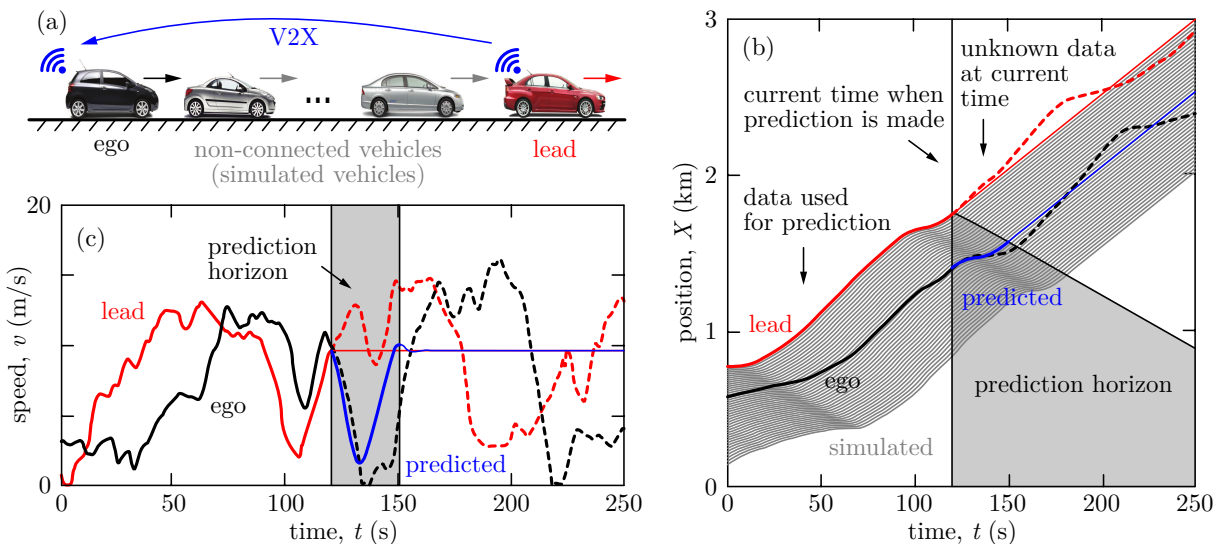 (a)
V2X
ego
non-connected vehicles
(simulated vehicles)
lead
(b)
position, X (km)
3
2
1
0
0
50
100
150
200
250
time, t (s)
current time when
prediction is made
unknown data
at current
time
data used
for prediction
lead
ego
simulated
predicted
prediction horizon
(c)
speed, v (m/s)
20
10
0
0
50
100
150
200
250
time, t (s)
lead
ego
prediction
horizon
predicted